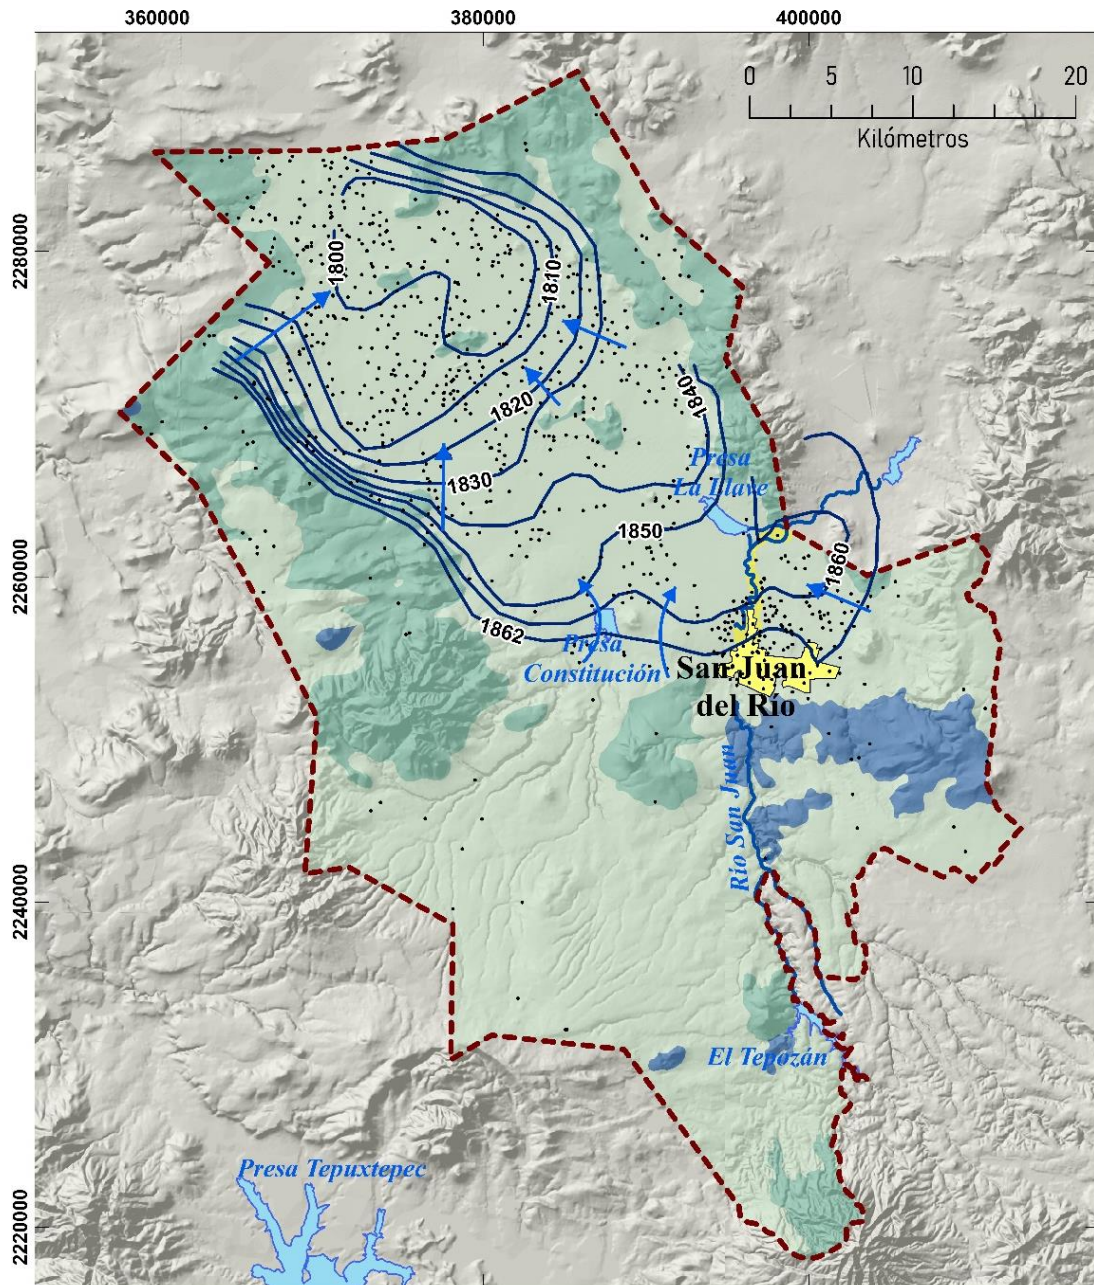 360000
380000
400000
0
5
10
20
Kilómetros
2280000
1800
1810
1840
1820
Presa
La Llave
1830
1850
2260000
1860
1862
Presa
Constitución
San Juan
del Río
Río San Juan
2240000
El Tepozán
Presa Tepuxtepec
2220000